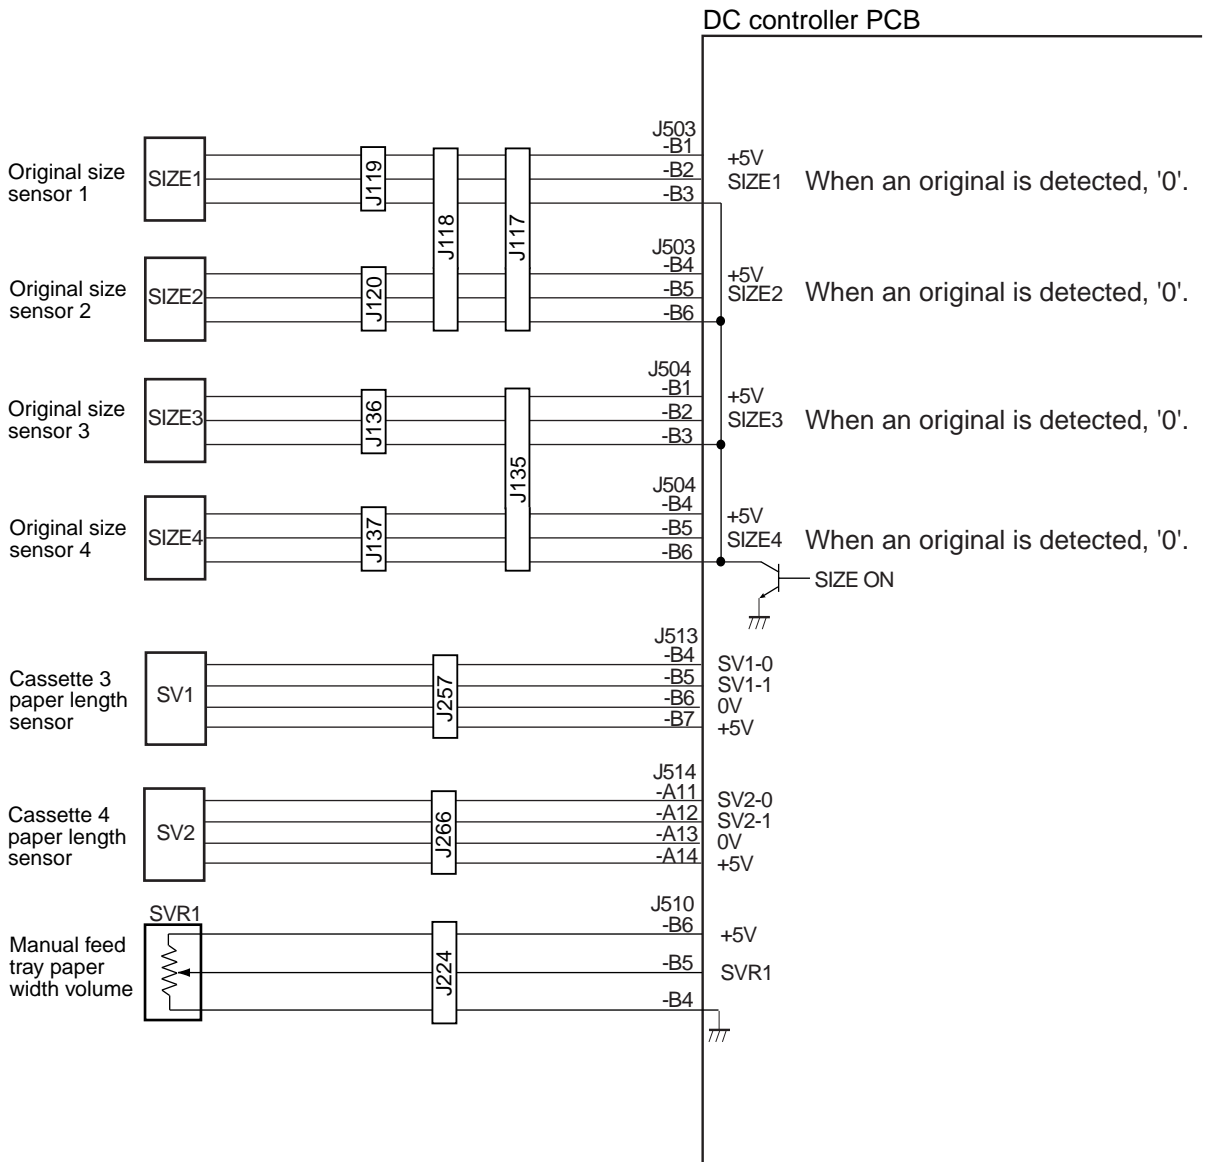 DC controller PCB
Original size
sensor 1
SIZE1
J119
J118
J117
J503
-B1
-B2
-B3
+5V
SIZE1
When an original is detected, '0'.
Original size
sensor 2
SIZE2
J120
J503
-B4
-B5
-B6
+5V
SIZE2
When an original is detected, '0'.
Original size
sensor 3
SIZE3
J136
J135
J504
-B1
-B2
-B3
+5V
SIZE3
When an original is detected, '0'.
Original size
sensor 4
SIZE4
J137
J504
-B4
-B5
-B6
+5V
SIZE4
When an original is detected, '0'.
SIZE ON
Cassette 3
paper length
sensor
SV1
J257
J513
-B4
-B5
-B6
-B7
SV1-0
SV1-1
0V
+5V
Cassette 4
paper length
sensor
SV2
J266
J514
-A11
-A12
-A13
-A14
SV2-0
SV2-1
0V
+5V
Manual feed
tray paper
width volume
SVR1
J224
J510
-B6
-B5
-B4
+5V
SVR1